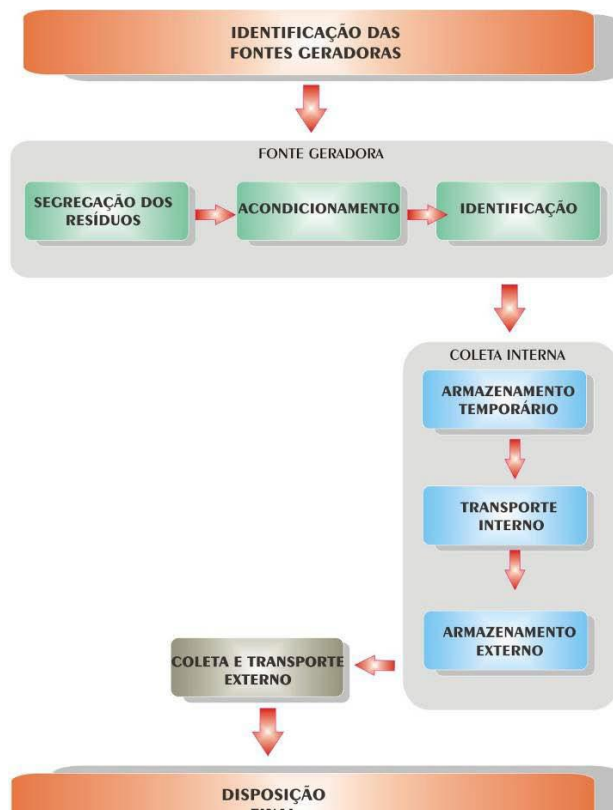 IDENTIFICAÇÃO DAS
FONTES GERADORAS
FONTE GERADORA
SEGREGAÇÃO DOS
RESÍDUOS
ACONDICIONAMENTO
IDENTIFICAÇÃO
COLETA INTERNA
ARMAZENAMENTO
TEMPORÁRIO
TRANSPORTE
INTERNO
ARMAZENAMENTO
EXTERNO
COLETA E TRANSPORTE
EXTERNO
DISPOSIÇÃO